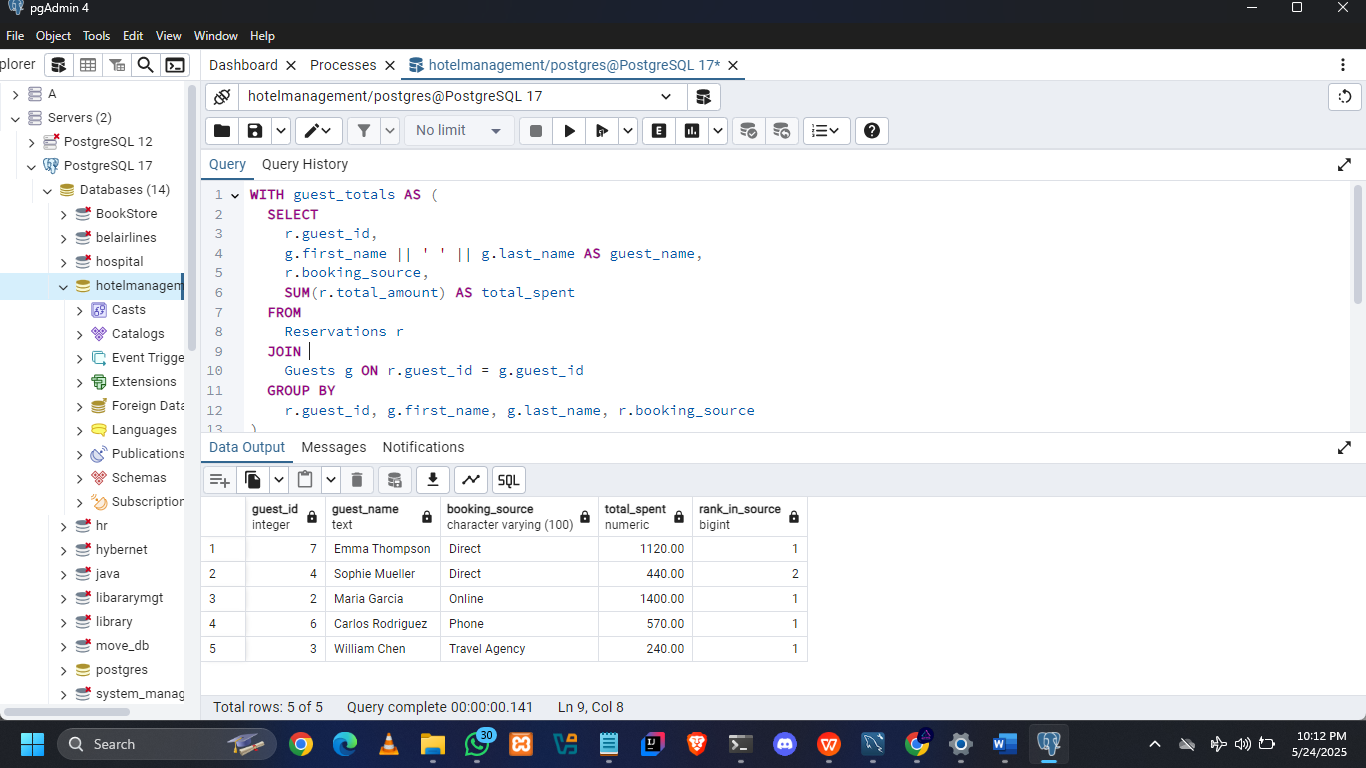 pgAdmin 4
File Object Tools Edit View Window Help
plorer
Dashboard Processes hotelmanagement/postgres@PostgreSQL 17*
A
Servers (2)
PostgreSQL 12
PostgreSQL 17
Databases (14)
BookStore
belairlines
hospital
hotelmanagem
Casts
Catalogs
Event Trigge
Extensions
Foreign Data
Languages
Publications
Schemas
Subscription
hr
hybernet
java
libararymgt
library
move_db
postgres
system_manag
hotelmanagement/postgres@PostgreSQL 17
No limit
E
Query Query History
1 WITH guest_totals AS (
2 SELECT
3 r.guest_id,
4 g.first_name || ' ' || g.last_name AS guest_name,
5 r.booking_source,
6 SUM(r.total_amount) AS total_spent
7 FROM
8 Reservations r
9 JOIN
10 Guests g ON r.guest_id = g.guest_id
11 GROUP BY
12 r.guest_id, g.first_name, g.last_name, r.booking_source
13 )
Data Output Messages Notifications
SQL
guest_id guest_name booking_source total_spent rank_in_source
integer text character varying (100) numeric bigint
1 7 Emma Thompson Direct 1120.00 1
2 4 Sophie Mueller Direct 440.00 2
3 2 Maria Garcia Online 1400.00 1
4 6 Carlos Rodriguez Phone 570.00 1
5 3 William Chen Travel Agency 240.00 1
Total rows: 5 of 5 Query complete 00:00:00.141 Ln 9, Col 8
Search
30
10:12 PM
5/24/2025